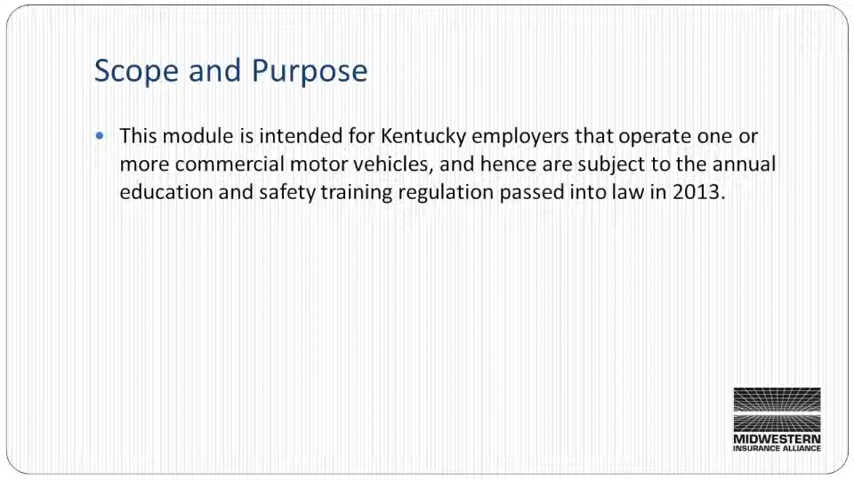 Scope and Purpose
• This module is intended for Kentucky employers that operate one or
more commercial motor vehicles, and hence are subject to the annual
education and safety training regulation passed into law in 2013.
MIDWESTERN
INSURANCE ALLIANCE